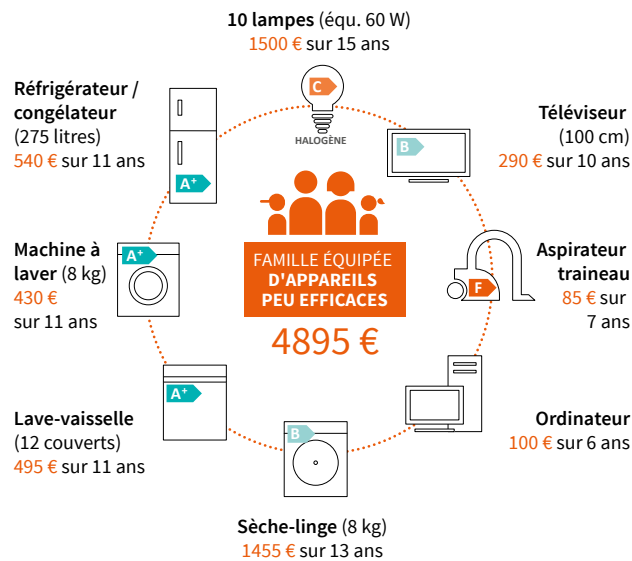 10 lampes (équ. 60 W)
1500 € sur 15 ans
C
HALOGÈNE
Réfrigérateur /
congélateur
(275 litres)
540 € sur 11 ans
A+
Téléviseur
(100 cm)
290 € sur 10 ans
B
Machine à
laver (8 kg)
430 €
sur 11 ans
A+
FAMILLE ÉQUIPÉE
D'APPAREILS
PEU EFFICACES
4895 €
Aspirateur
traineau
85 € sur
7 ans
F
Lave-vaisselle
(12 couverts)
495 € sur 11 ans
A+
Ordinateur
100 € sur 6 ans
B
Sèche-linge (8 kg)
1455 € sur 13 ans